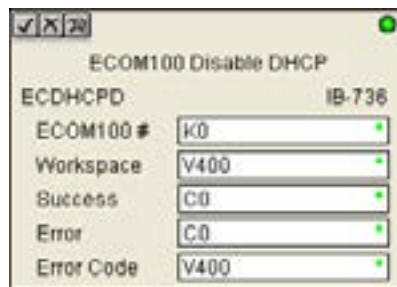 ECOM100 Disable DHCP
ECDHCPD IB-736
ECOM100 # K0
Workspace V400
Success C0
Error C0
Error Code V400